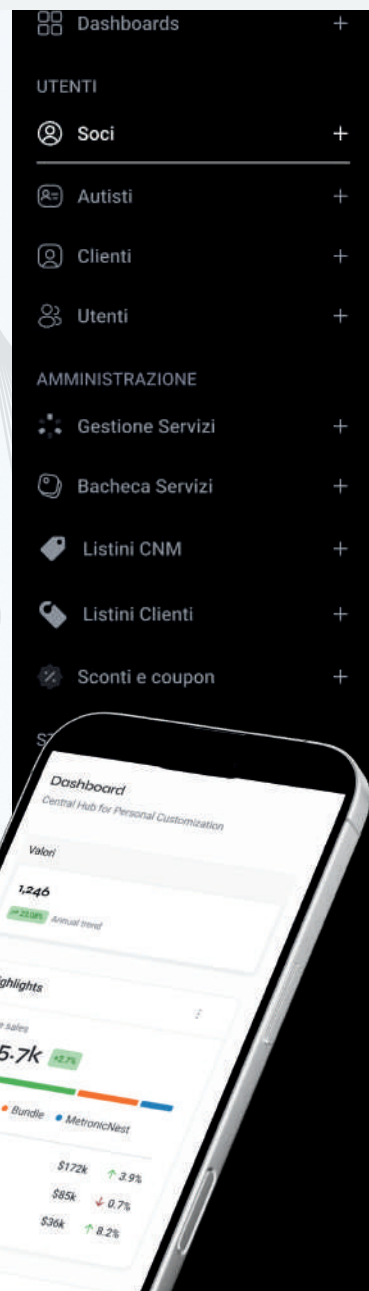 Dashboards +
UTENTI
Soci +
Autisti +
Clienti +
Utenti +
AMMINISTRAZIONE
Gestione Servizi +
Bacheca Servizi +
Listini CNM +
Listini Clienti +
Sconti e coupon +
Dashboard
Central Hub for Personal Customization
Valori
1,246
Annual trend
5.7k +2.7%
Bundle MetronicNest
$172k ↑ 3.9%
$85k ↓ 0.7%
$36k ↑ 8.2%